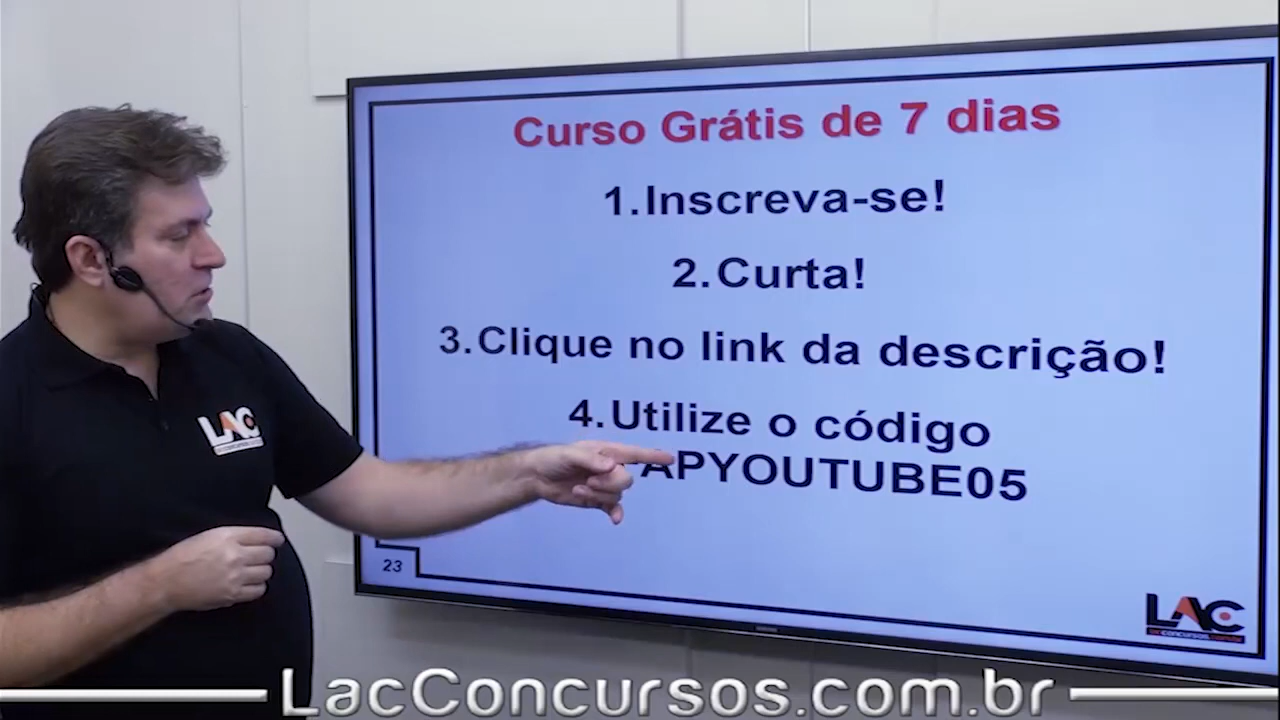 Curso Grátis de 7 dias
1.Inscreva-se!
2.Curta!
3.Clique no link da descrição!
4.Utilize o código
APYOUTUBE05
23
LAC
LAC
LacConcursos.com.br